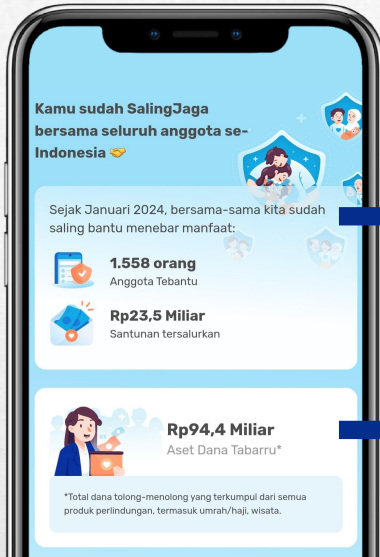 Kamu sudah SalingJaga
bersama seluruh anggota se-
Indonesia 🤝
Sejak Januari 2024, bersama-sama kita sudah
saling bantu menebar manfaat:
1.558 orang
Anggota Tebantu
Rp23,5 Miliar
Santunan tersalurkan
Rp94,4 Miliar
Aset Dana Tabarru*
*Total dana tolong-menolong yang terkumpul dari semua
produk perlindungan, termasuk umrah/haji, wisata.